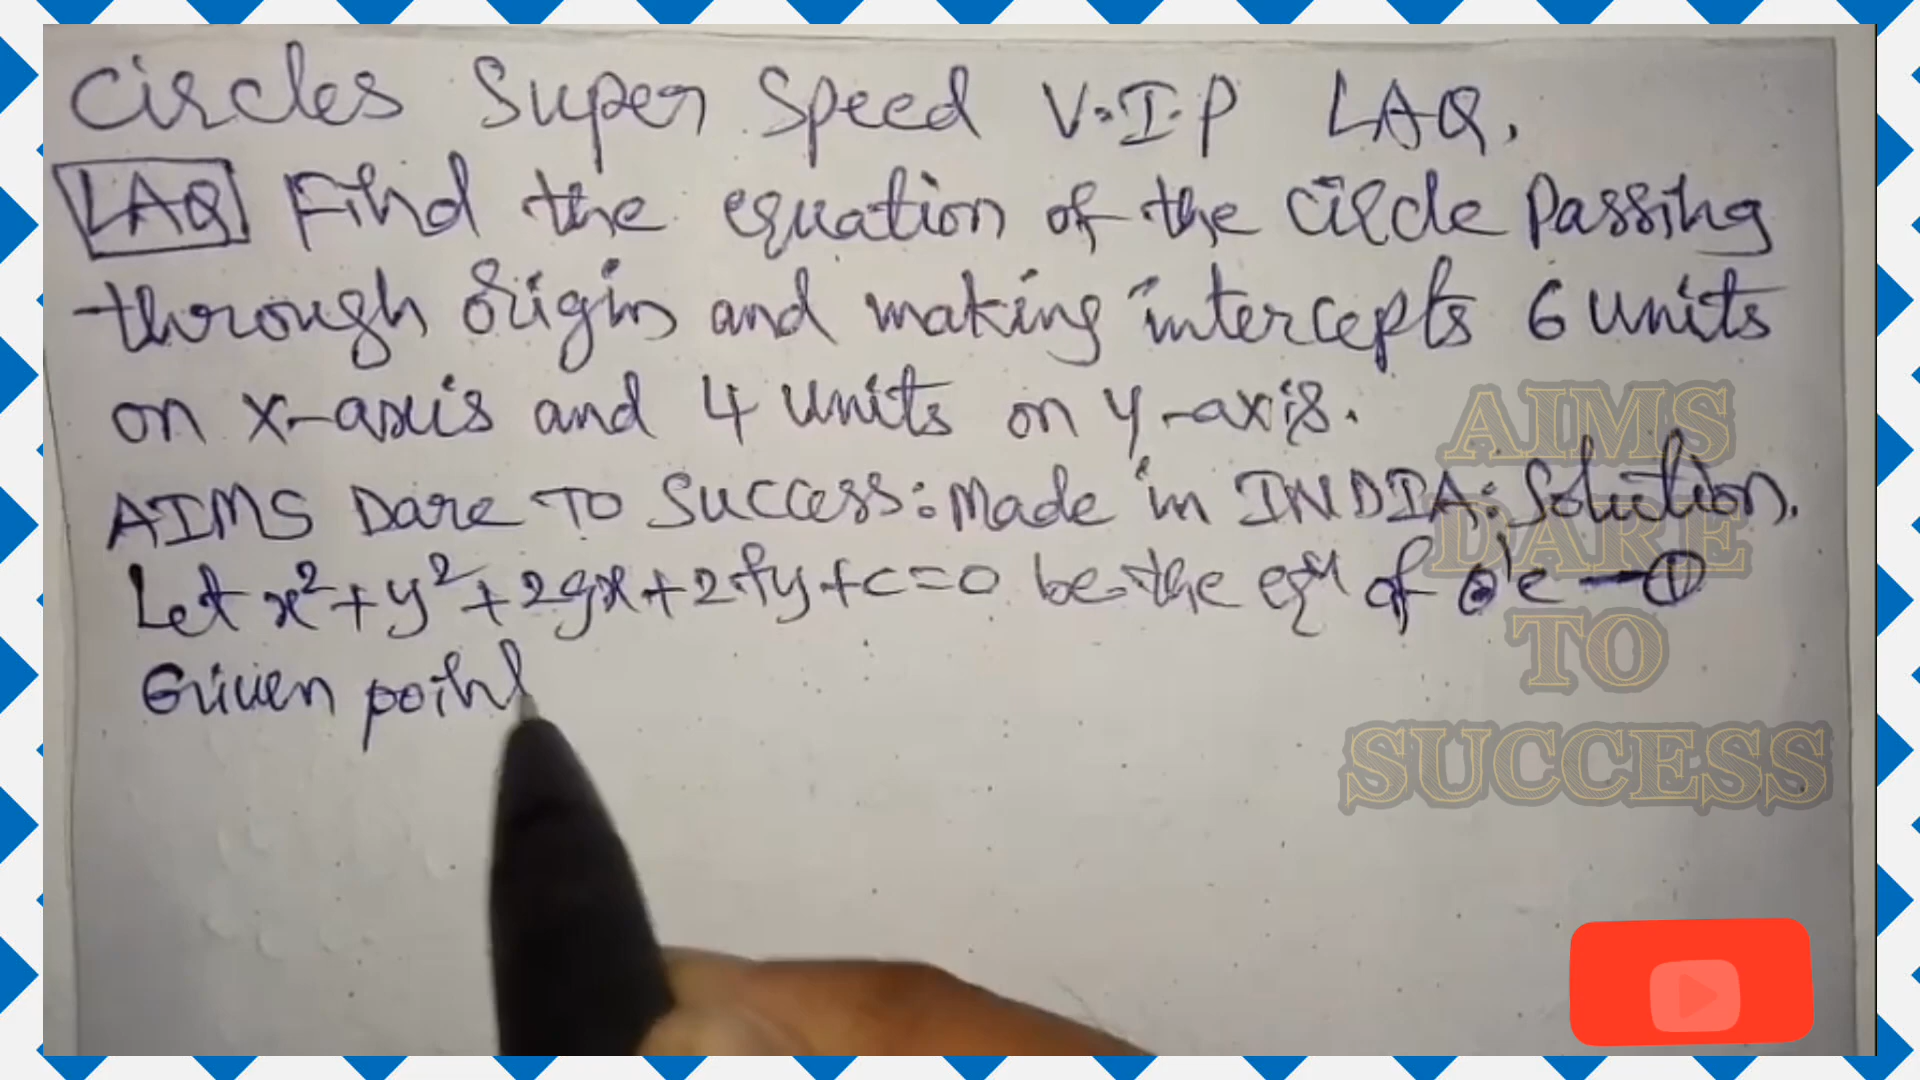 Circles Super Speed V.I.P LAQ.
LAQ Find the equation of the circle Passing
through Origin and making intercepts 6 units
on x-axis and 4 units on y-axis.
AIMS Dare To Success: Made in INDIA: Solution.
Let x²+y²+2gx+2fy+c=0 be the eqn of ⊙'e —①
Given point
AIMS
DARE
TO
SUCCESS